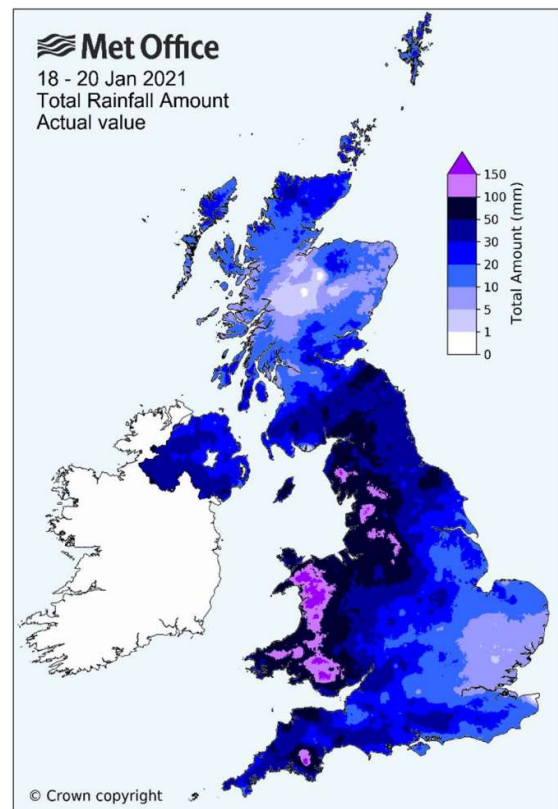 Met Office
18 - 20 Jan 2021
Total Rainfall Amount
Actual value
150
100
50
30
20
10
5
1
0
Total Amount (mm)
© Crown copyright